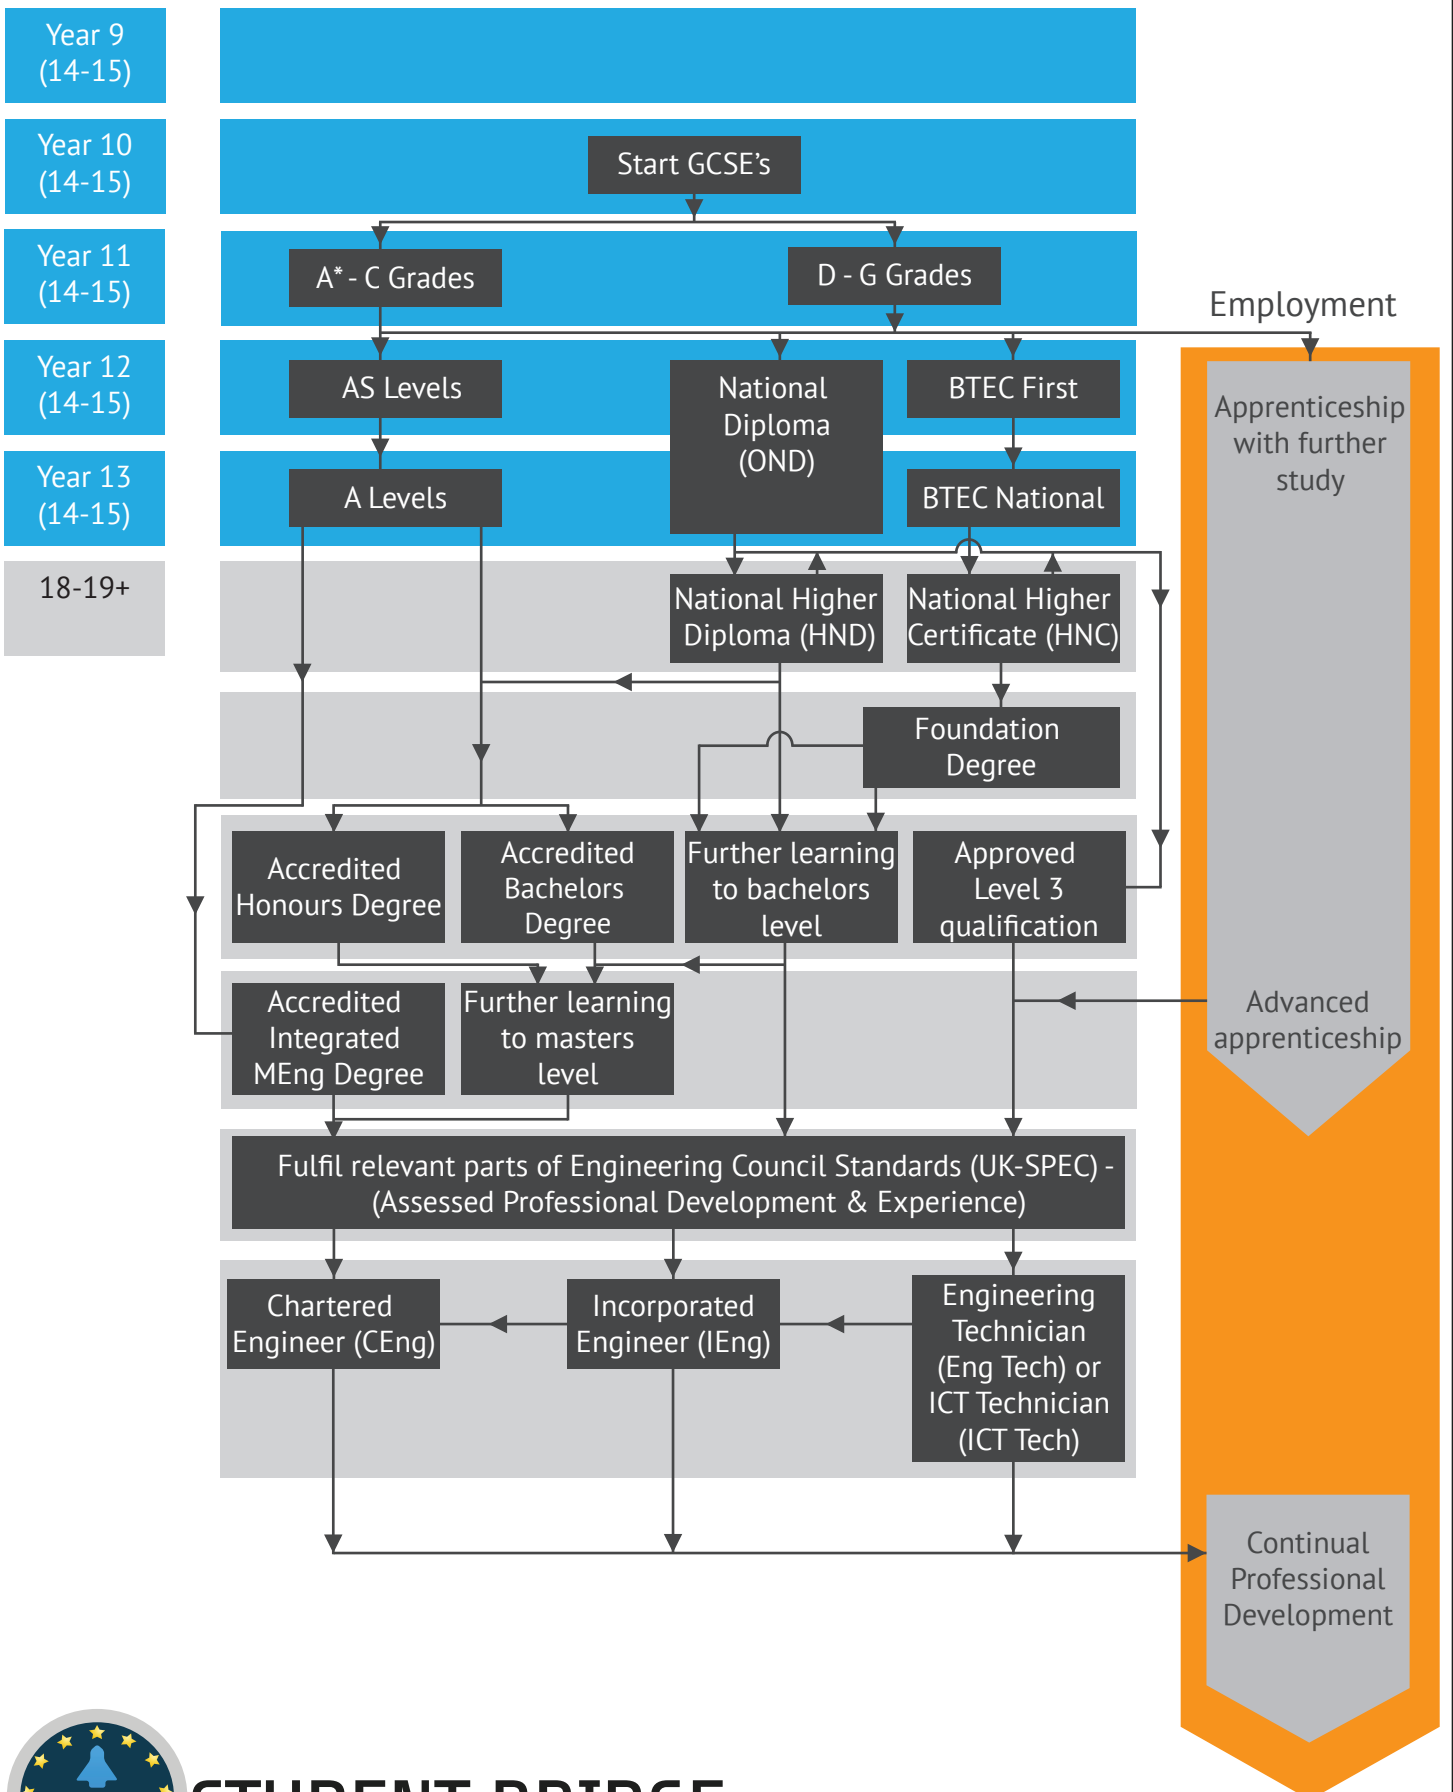 Year 9
(14-15)
Year 10
(14-15)
Start GCSE's
Year 11
(14-15)
A* - C Grades
D - G Grades
Employment
Year 12
(14-15)
AS Levels
National
Diploma
(OND)
BTEC First
Apprenticeship
with further
study
Year 13
(14-15)
A Levels
BTEC National
18-19+
National Higher
Diploma (HND)
National Higher
Certificate (HNC)
Foundation
Degree
Accredited
Honours Degree
Accredited
Bachelors
Degree
Further learning
to bachelors
level
Approved
Level 3
qualification
Accredited
Integrated
MEng Degree
Further learning
to masters
level
Advanced
apprenticeship
Fulfil relevant parts of Engineering Council Standards (UK-SPEC) -
(Assessed Professional Development & Experience)
Chartered
Engineer (CEng)
Incorporated
Engineer (IEng)
Engineering
Technician
(Eng Tech) or
ICT Technician
(ICT Tech)
Continual
Professional
Development
STUDENT BRIDGE